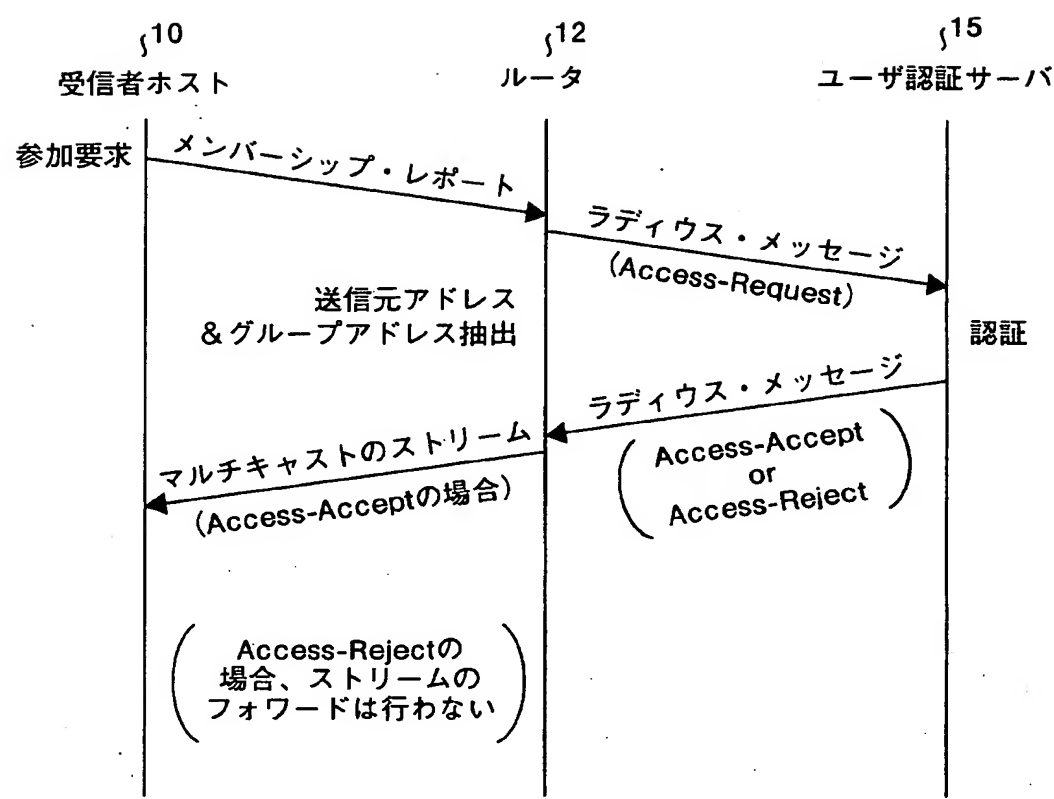 10
受信者ホスト
12
ルータ
15
ユーザ認証サーバ
参加要求
メンバーシップ・レポート
ラディウス・メッセージ
(Access-Request)
送信元アドレス
&グループアドレス抽出
認証
ラディウス・メッセージ
Access-Accept
or
Access-Reject
マルチキャストのストリーム
(Access-Acceptの場合)
Access-Rejectの
場合、ストリームの
フォワードは行わない